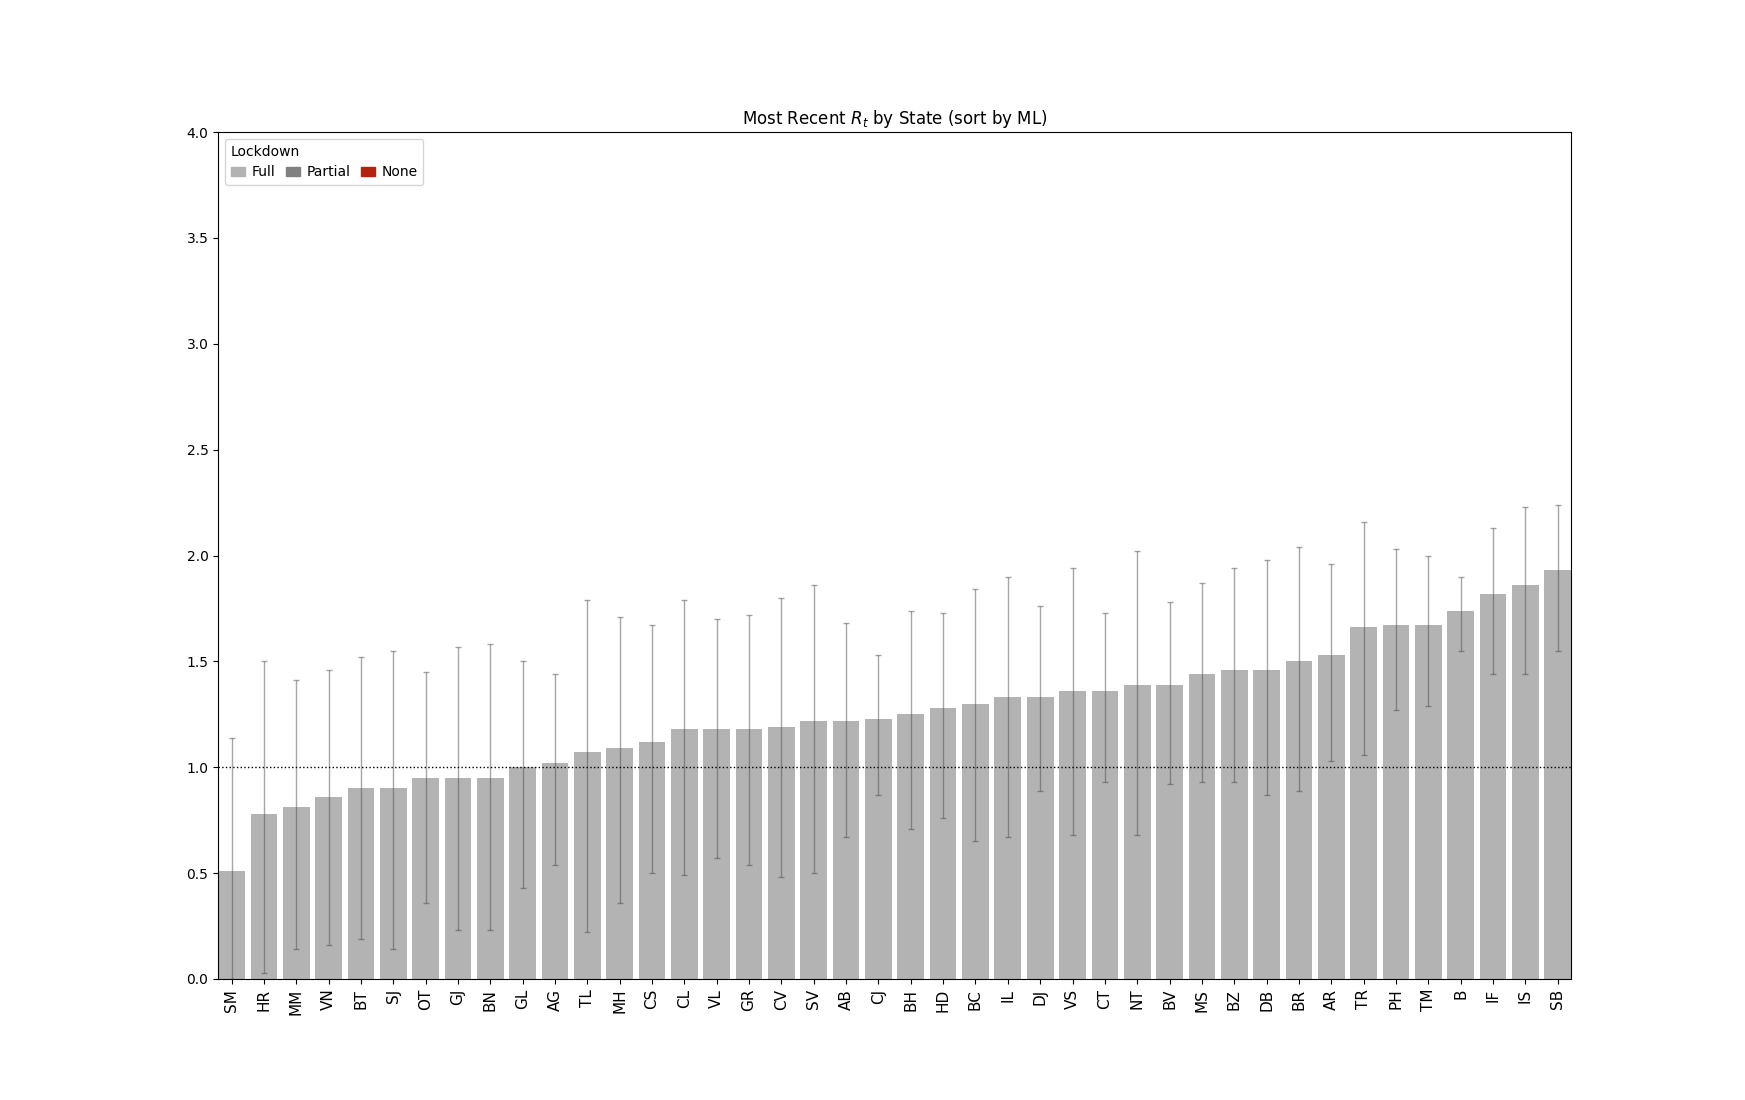 Most Recent R_t by State (sort by ML)
Lockdown
Full Partial None
4.0
3.5
3.0
2.5
2.0
1.5
1.0
0.5
0.0
SM HR MM VN BT SJ OT GJ BN GL AG TL MH CS CL VL GR CV SV AB CJ BH HD BC IL DJ VS CT NT BV MS BZ DB BR AR TR PH TM B IF IS SB